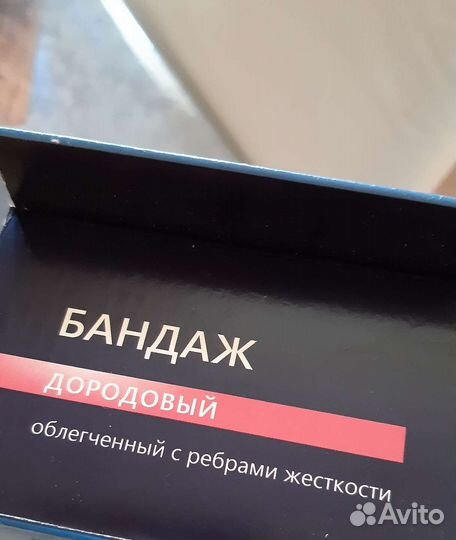 БАНДАЖ
ДОРОДОВЫЙ
облегченный с ребрами жесткости
Avito